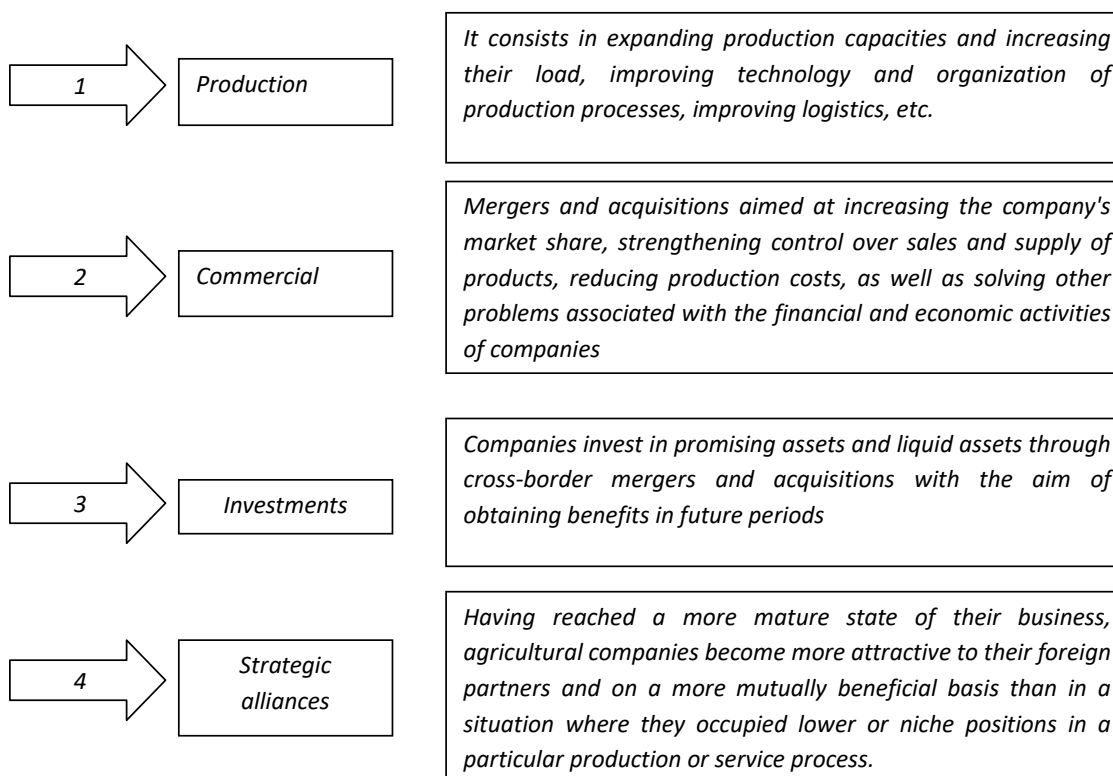 1
Production
It consists in expanding production capacities and increasing
their load, improving technology and organization of
production processes, improving logistics, etc.
2
Commercial
Mergers and acquisitions aimed at increasing the company's
market share, strengthening control over sales and supply of
products, reducing production costs, as well as solving other
problems associated with the financial and economic activities
of companies
3
Investments
Companies invest in promising assets and liquid assets through
cross-border mergers and acquisitions with the aim of
obtaining benefits in future periods
4
Strategic
alliances
Having reached a more mature state of their business,
agricultural companies become more attractive to their foreign
partners and on a more mutually beneficial basis than in a
situation where they occupied lower or niche positions in a
particular production or service process.